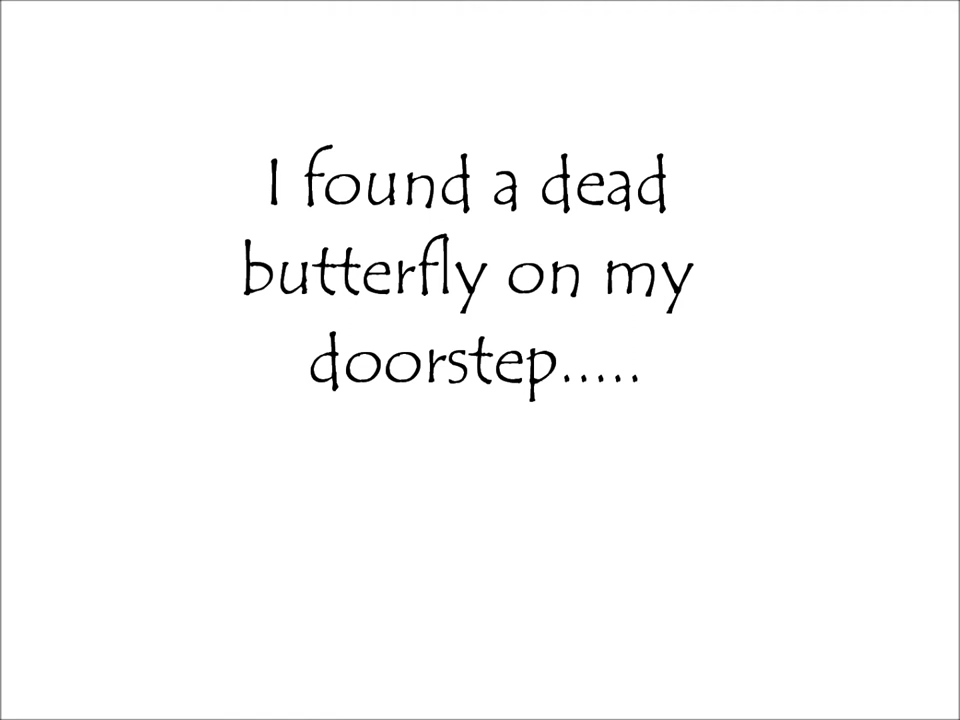 I found a dead
butterfly on my
doorstep.....